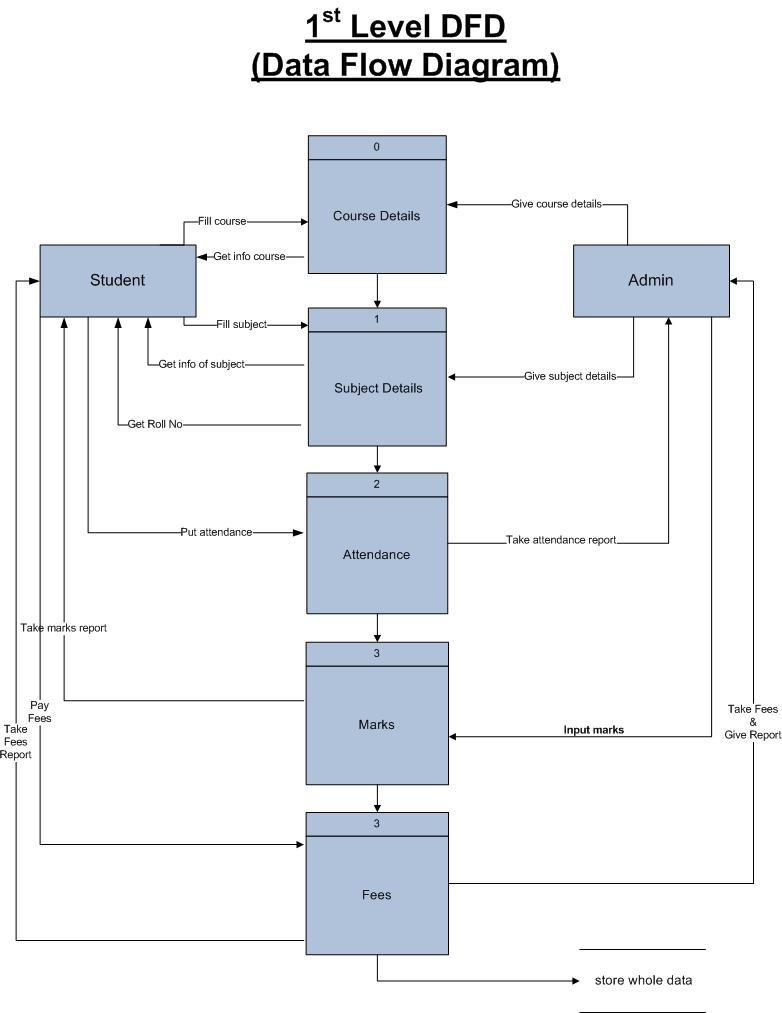 1st Level DFD
(Data Flow Diagram)
0
Course Details
Fill course
Give course details
Get info course
Student
Admin
1
Fill subject
Get info of subject
Give subject details
Subject Details
Get Roll No
2
Put attendance
Take attendance report
Attendance
Take marks report
3
Marks
Input marks
Pay
Fees
Take
Fees
Report
Take Fees
&
Give Report
3
Fees
store whole data